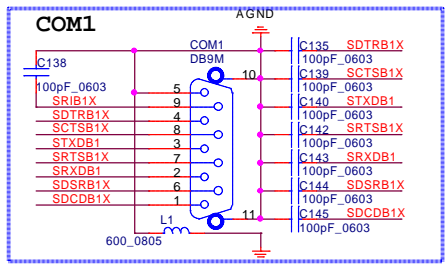 AGND
COM1
COM1
DB9M
C138
100pF_0603
SRIB1X
SDTRB1X
SCTSB1X
STXDB1
SRTSB1X
SRXDB1
SDSRB1X
SDCDB1X
5
9
4
8
3
7
2
6
1
10
11
L1
600_0805
C135 SDTRB1X
100pF_0603
C139 SCTSB1X
100pF_0603
C140 STXDB1
100pF_0603
C142 SRTSB1X
100pF_0603
C143 SRXDB1
100pF_0603
C144 SDSRB1X
100pF_0603
C145 SDCDB1X
100pF_0603